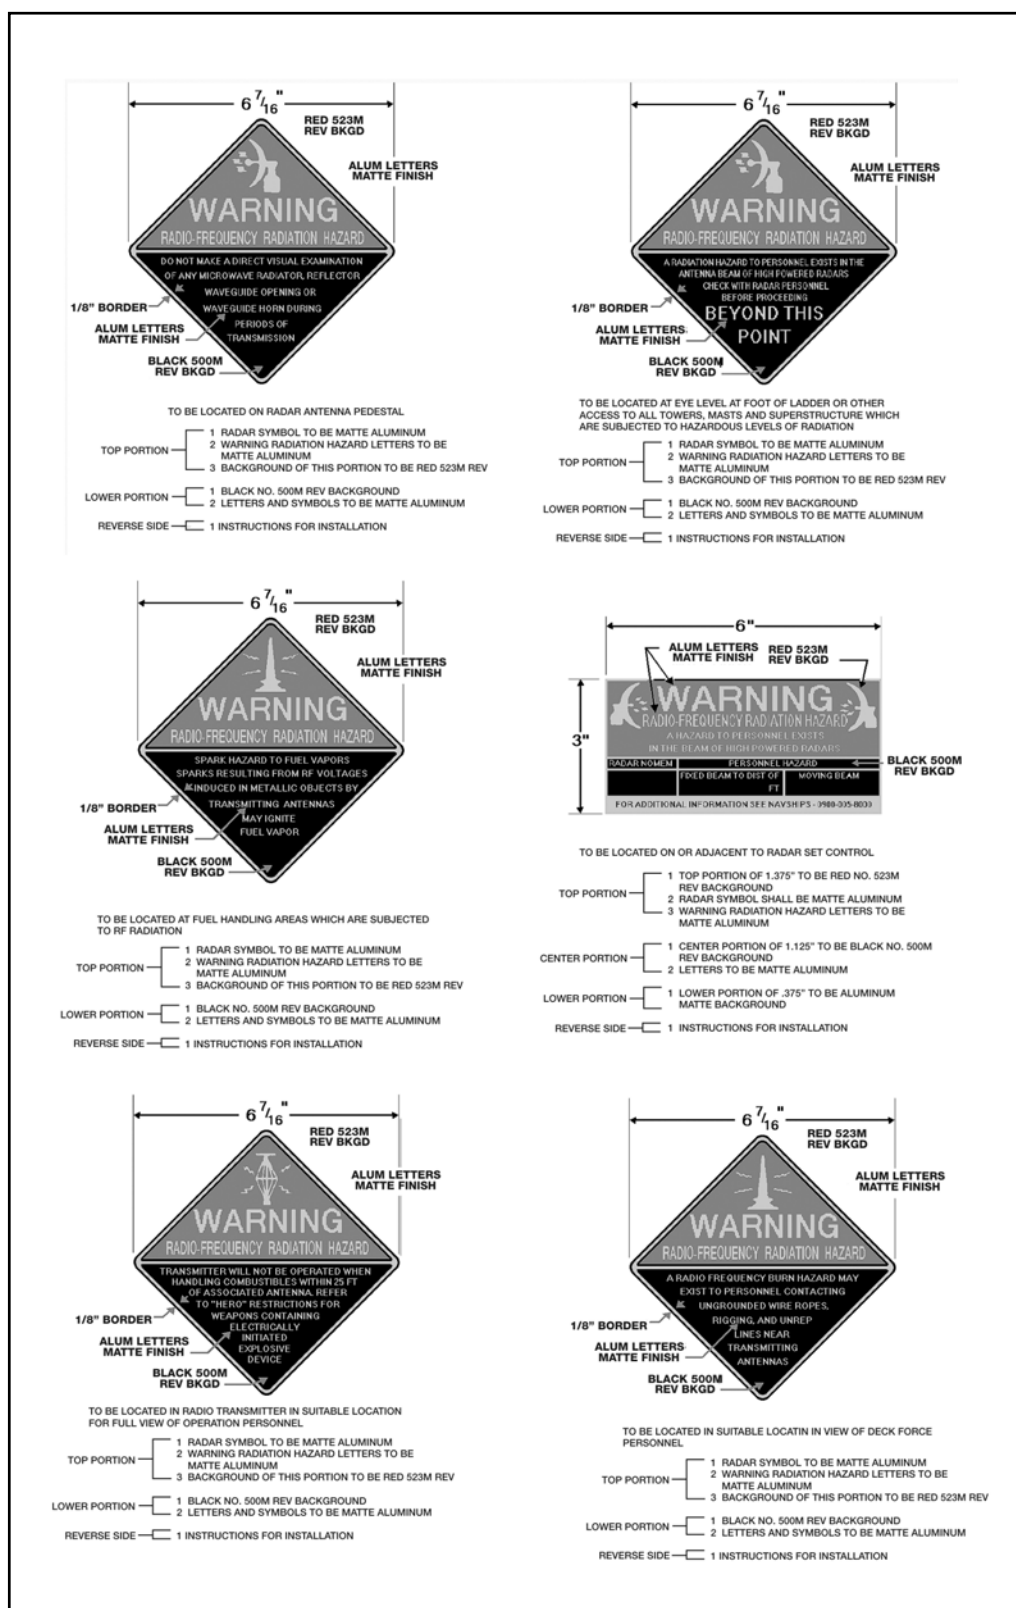 6 7/16"
RED 523M
REV BKGD
ALUM LETTERS
MATTE FINISH
WARNING
RADIO-FREQUENCY RADIATION HAZARD
DO NOT MAKE A DIRECT VISUAL EXAMINATION
OF ANY MICROWAVE RADIATOR, REFLECTOR
WAVEGUIDE OPENING OR
WAVEGUIDE HORN DURING
PERIODS OF
TRANSMISSION
1/8" BORDER
ALUM LETTERS
MATTE FINISH
BLACK 500M
REV BKGD
TO BE LOCATED ON RADAR ANTENNA PEDESTAL
TOP PORTION
1 RADAR SYMBOL TO BE MATTE ALUMINUM
2 WARNING RADIATION HAZARD LETTERS TO BE
MATTE ALUMINUM
3 BACKGROUND OF THIS PORTION TO BE RED 523M REV
LOWER PORTION
1 BLACK NO. 500M REV BACKGROUND
2 LETTERS AND SYMBOLS TO BE MATTE ALUMINUM
REVERSE SIDE
1 INSTRUCTIONS FOR INSTALLATION
6 7/16"
RED 523M
REV BKGD
ALUM LETTERS
MATTE FINISH
WARNING
RADIO-FREQUENCY RADIATION HAZARD
A RADIATION HAZARD TO PERSONNEL EXISTS IN THE
ANTENNA BEAM OF HIGH POWERED RADARS
CHECK WITH RADAR PERSONNEL
BEFORE PROCEEDING
BEYOND THIS
POINT
1/8" BORDER
ALUM LETTERS
MATTE FINISH
BLACK 500M
REV BKGD
TO BE LOCATED AT EYE LEVEL AT FOOT OF LADDER OR OTHER
ACCESS TO ALL TOWERS, MASTS AND SUPERSTRUCTURE WHICH
ARE SUBJECTED TO HAZARDOUS LEVELS OF RADIATION
TOP PORTION
1 RADAR SYMBOL TO BE MATTE ALUMINUM
2 WARNING RADIATION HAZARD LETTERS TO BE
MATTE ALUMINUM
3 BACKGROUND OF THIS PORTION TO BE RED 523M REV
LOWER PORTION
1 BLACK NO. 500M REV BACKGROUND
2 LETTERS AND SYMBOLS TO BE MATTE ALUMINUM
REVERSE SIDE
1 INSTRUCTIONS FOR INSTALLATION
6 7/16"
RED 523M
REV BKGD
ALUM LETTERS
MATTE FINISH
WARNING
RADIO-FREQUENCY RADIATION HAZARD
SPARK HAZARD TO FUEL VAPORS
SPARKS RESULTING FROM RF VOLTAGES
INDUCED IN METALLIC OBJECTS BY
TRANSMITTING ANTENNAS
MAY IGNITE
FUEL VAPOR
1/8" BORDER
ALUM LETTERS
MATTE FINISH
BLACK 500M
REV BKGD
TO BE LOCATED AT FUEL HANDLING AREAS WHICH ARE SUBJECTED
TO RF RADIATION
TOP PORTION
1 RADAR SYMBOL TO BE MATTE ALUMINUM
2 WARNING RADIATION HAZARD LETTERS TO BE
MATTE ALUMINUM
3 BACKGROUND OF THIS PORTION TO BE RED 523M REV
LOWER PORTION
1 BLACK NO. 500M REV BACKGROUND
2 LETTERS AND SYMBOLS TO BE MATTE ALUMINUM
REVERSE SIDE
1 INSTRUCTIONS FOR INSTALLATION
6"
ALUM LETTERS
MATTE FINISH
RED 523M
REV BKGD
3"
WARNING
RADIO-FREQUENCY RADIATION HAZARD
A HAZARD TO PERSONNEL EXISTS
IN THE BEAM OF HIGH POWERED RADARS
RADAR NOMEM PERSONNEL HAZARD
FIXED BEAM TO DIST OF
FT
MOVING BEAM
BLACK 500M
REV BKGD
FOR ADDITIONAL INFORMATION SEE NAVSHIPS -
TO BE LOCATED ON OR ADJACENT TO RADAR SET CONTROL
TOP PORTION
1 TOP PORTION OF 1.375" TO BE RED NO. 523M
REV BACKGROUND
2 RADAR SYMBOL SHALL BE MATTE ALUMINUM
3 WARNING RADIATION HAZARD LETTERS TO BE
MATTE ALUMINUM
CENTER PORTION
1 CENTER PORTION OF 1.125" TO BE BLACK NO. 500M
REV BACKGROUND
2 LETTERS TO BE MATTE ALUMINUM
LOWER PORTION
1 LOWER PORTION OF .375" TO BE ALUMINUM
MATTE BACKGROUND
REVERSE SIDE
1 INSTRUCTIONS FOR INSTALLATION
6 7/16"
RED 523M
REV BKGD
ALUM LETTERS
MATTE FINISH
WARNING
RADIO-FREQUENCY RADIATION HAZARD
TRANSMITTER WILL NOT BE OPERATED WHEN
HANDLING COMBUSTIBLES WITHIN 25 FT
OF ASSOCIATED ANTENNA. REFER
TO "HERO" RESTRICTIONS FOR
WEAPONS CONTAINING
ELECTRICALLY
INITIATED
EXPLOSIVE
DEVICE
1/8" BORDER
ALUM LETTERS
MATTE FINISH
BLACK 500M
REV BKGD
TO BE LOCATED IN RADIO TRANSMITTER IN SUITABLE LOCATION
FOR FULL VIEW OF OPERATION PERSONNEL
TOP PORTION
1 RADAR SYMBOL TO BE MATTE ALUMINUM
2 WARNING RADIATION HAZARD LETTERS TO BE
MATTE ALUMINUM
3 BACKGROUND OF THIS PORTION TO BE RED 523M REV
LOWER PORTION
1 BLACK NO. 500M REV BACKGROUND
2 LETTERS AND SYMBOLS TO BE MATTE ALUMINUM
REVERSE SIDE
1 INSTRUCTIONS FOR INSTALLATION
6 7/16"
RED 523M
REV BKGD
ALUM LETTERS
MATTE FINISH
WARNING
RADIO-FREQUENCY RADIATION HAZARD
A RADIO FREQUENCY BURN HAZARD MAY
EXIST TO PERSONNEL CONTACTING
UNGROUNDED WIRE ROPES,
RIGGING, AND UNREP
LINES NEAR
TRANSMITTING
ANTENNAS
1/8" BORDER
ALUM LETTERS
MATTE FINISH
BLACK 500M
REV BKGD
TO BE LOCATED IN SUITABLE LOCATIN IN VIEW OF DECK FORCE
PERSONNEL
TOP PORTION
1 RADAR SYMBOL TO BE MATTE ALUMINUM
2 WARNING RADIATION HAZARD LETTERS TO BE
MATTE ALUMINUM
3 BACKGROUND OF THIS PORTION TO BE RED 523M REV
LOWER PORTION
1 BLACK NO. 500M REV BACKGROUND
2 LETTERS AND SYMBOLS TO BE MATTE ALUMINUM
REVERSE SIDE
1 INSTRUCTIONS FOR INSTALLATION